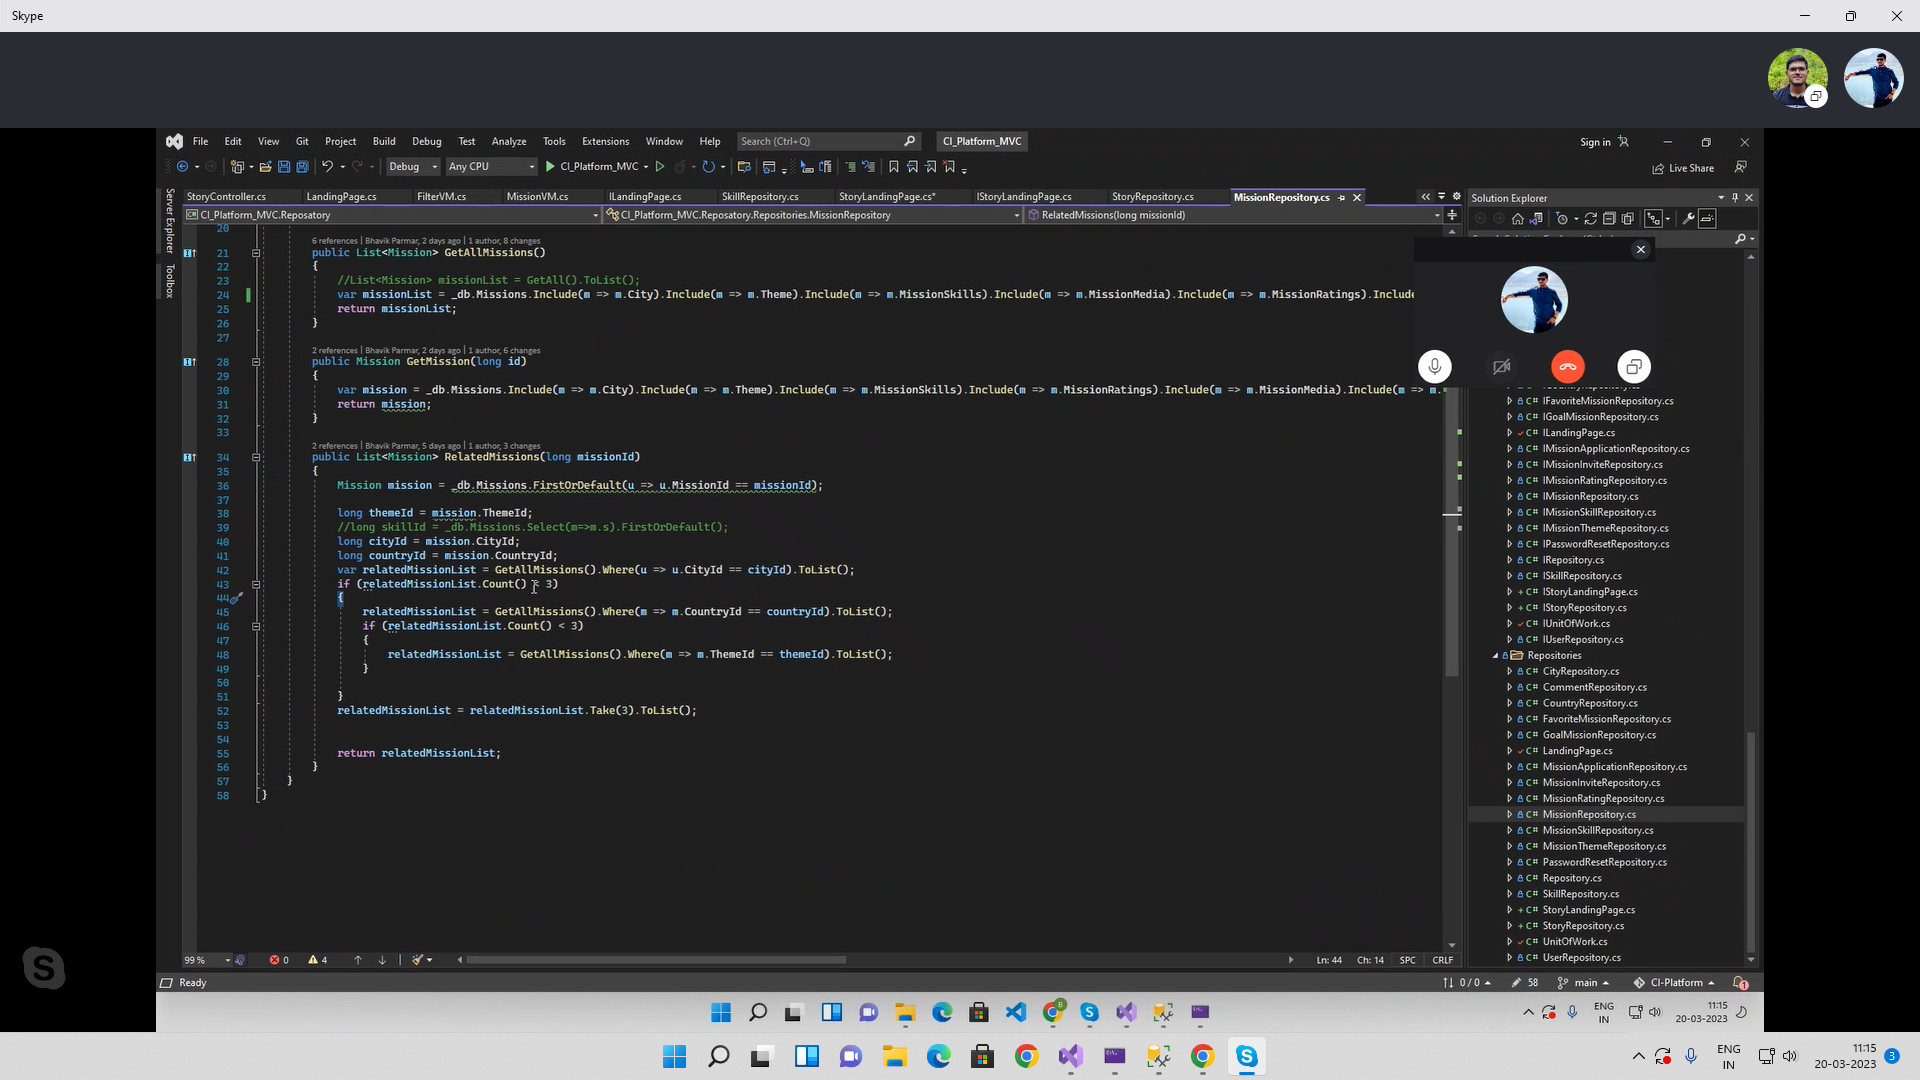 Skype
File Edit View Git Project Build Debug Test Analyze Tools Extensions Window Help Search (Ctrl+Q) CI_Platform_MVC Sign in
Debug Any CPU CI_Platform_MVC Live Share
StoryController.cs LandingPage.cs FilterVM.cs MissionVM.cs ILandingPage.cs SkillRepository.cs StoryLandingPage.cs* IStoryLandingPage.cs StoryRepository.cs MissionRepository.cs
Solution Explorer
CI_Platform_MVC.Reposatory CI_Platform_MVC.Reposatory.Repositories.MissionRepository RelatedMissions(long missionId)
Server Explorer
Toolbox
20
6 references | Bhavik Parmar, 2 days ago | 1 author, 8 changes
21 public List<Mission> GetAllMissions()
22 {
23 //List<Mission> missionList = GetAll().ToList();
24 var missionList = _db.Missions.Include(m => m.City).Include(m => m.Theme).Include(m => m.MissionSkills).Include(m => m.MissionMedia).Include(m => m.MissionRatings).Include
25 return missionList;
26 }
27
2 references | Bhavik Parmar, 2 days ago | 1 author, 6 changes
28 public Mission GetMission(long id)
29 {
30 var mission = _db.Missions.Include(m => m.City).Include(m => m.Theme).Include(m => m.MissionSkills).Include(m => m.MissionRatings).Include(m => m.MissionMedia).Include(m => m.
31 return mission;
32 }
33
2 references | Bhavik Parmar, 5 days ago | 1 author, 3 changes
34 public List<Mission> RelatedMissions(long missionId)
35 {
36 Mission mission = _db.Missions.FirstOrDefault(u => u.MissionId == missionId);
37
38 long themeId = mission.ThemeId;
39 //long skillId = _db.Missions.Select(m=>m.s).FirstOrDefault();
40 long cityId = mission.CityId;
41 long countryId = mission.CountryId;
42 var relatedMissionList = GetAllMissions().Where(u => u.CityId == cityId).ToList();
43 if (relatedMissionList.Count() < 3)
44 {
45 relatedMissionList = GetAllMissions().Where(m => m.CountryId == countryId).ToList();
46 if (relatedMissionList.Count() < 3)
47 {
48 relatedMissionList = GetAllMissions().Where(m => m.ThemeId == themeId).ToList();
49 }
50
51 }
52 relatedMissionList = relatedMissionList.Take(3).ToList();
53
54
55 return relatedMissionList;
56 }
57 }
58 }
IFavoriteMissionRepository.cs
IGoalMissionRepository.cs
ILandingPage.cs
IMissionApplicationRepository.cs
IMissionInviteRepository.cs
IMissionRatingRepository.cs
IMissionRepository.cs
IMissionSkillRepository.cs
IMissionThemeRepository.cs
IPasswordResetRepository.cs
IRepository.cs
ISkillRepository.cs
IStoryLandingPage.cs
IStoryRepository.cs
IUnitOfWork.cs
IUserRepository.cs
Repositories
CityRepository.cs
CommentRepository.cs
CountryRepository.cs
FavoriteMissionRepository.cs
GoalMissionRepository.cs
LandingPage.cs
MissionApplicationRepository.cs
MissionInviteRepository.cs
MissionRatingRepository.cs
MissionRepository.cs
MissionSkillRepository.cs
MissionThemeRepository.cs
PasswordResetRepository.cs
Repository.cs
SkillRepository.cs
StoryLandingPage.cs
StoryRepository.cs
UnitOfWork.cs
UserRepository.cs
99 % 0 4 Ln: 44 Ch: 14 SPC CRLF
Ready 0 / 0 58 main CI-Platform 1
ENG IN 11:15 20-03-2023
ENG IN 11:15 20-03-2023 3